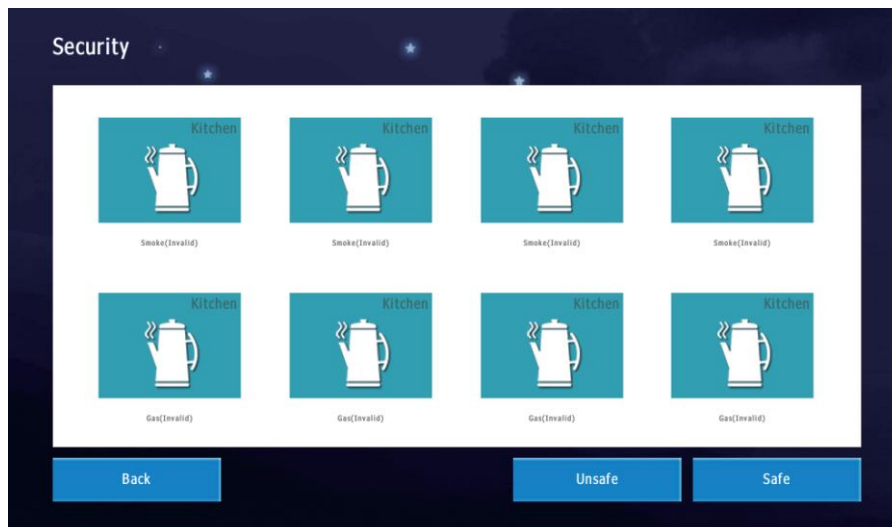 Security
Kitchen Kitchen Kitchen Kitchen
Smoke(Invalid) Smoke(Invalid) Smoke(Invalid) Smoke(Invalid)
Kitchen Kitchen Kitchen Kitchen
Gas(Invalid) Gas(Invalid) Gas(Invalid) Gas(Invalid)
Back Unsafe Safe